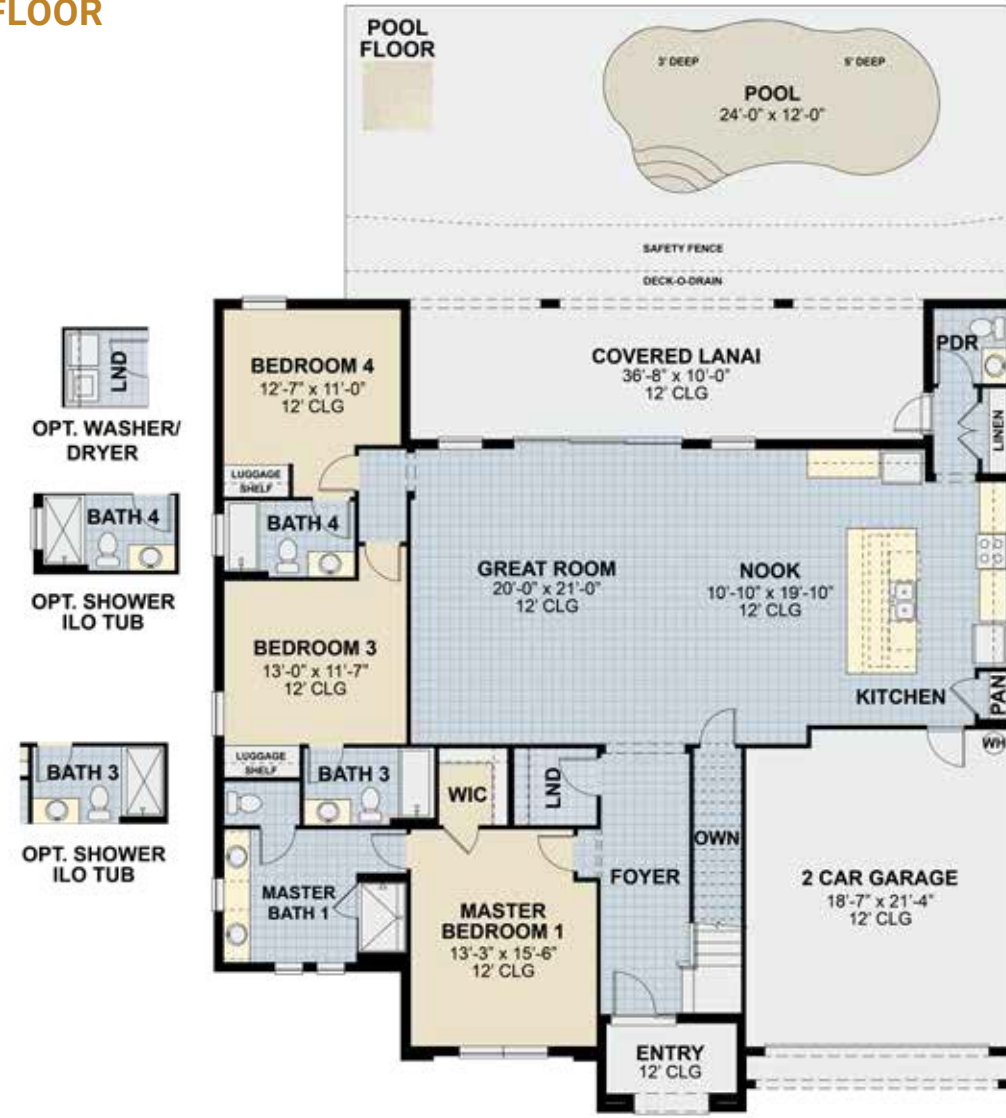 FLOOR
POOL
FLOOR
3' DEEP
5' DEEP
POOL
24'-0" x 12'-0"
SAFETY FENCE
DECK-O-DRAIN
COVERED LANAI
36'-8" x 10'-0"
12' CLG
PDR
LINEN
BEDROOM 4
12'-7" x 11'-0"
12' CLG
LUGGAGE
SHELF
BATH 4
LND
OPT. WASHER/
DRYER
BATH 4
OPT. SHOWER
ILO TUB
GREAT ROOM
20'-0" x 21'-0"
12' CLG
NOOK
10'-10" x 19'-10"
12' CLG
KITCHEN
PAN
WH
BEDROOM 3
13'-0" x 11'-7"
12' CLG
LUGGAGE
SHELF
BATH 3
BATH 3
OPT. SHOWER
ILO TUB
WIC
LND
OWN
FOYER
MASTER
BATH 1
MASTER
BEDROOM 1
13'-3" x 15'-6"
12' CLG
2 CAR GARAGE
18'-7" x 21'-4"
12' CLG
ENTRY
12' CLG